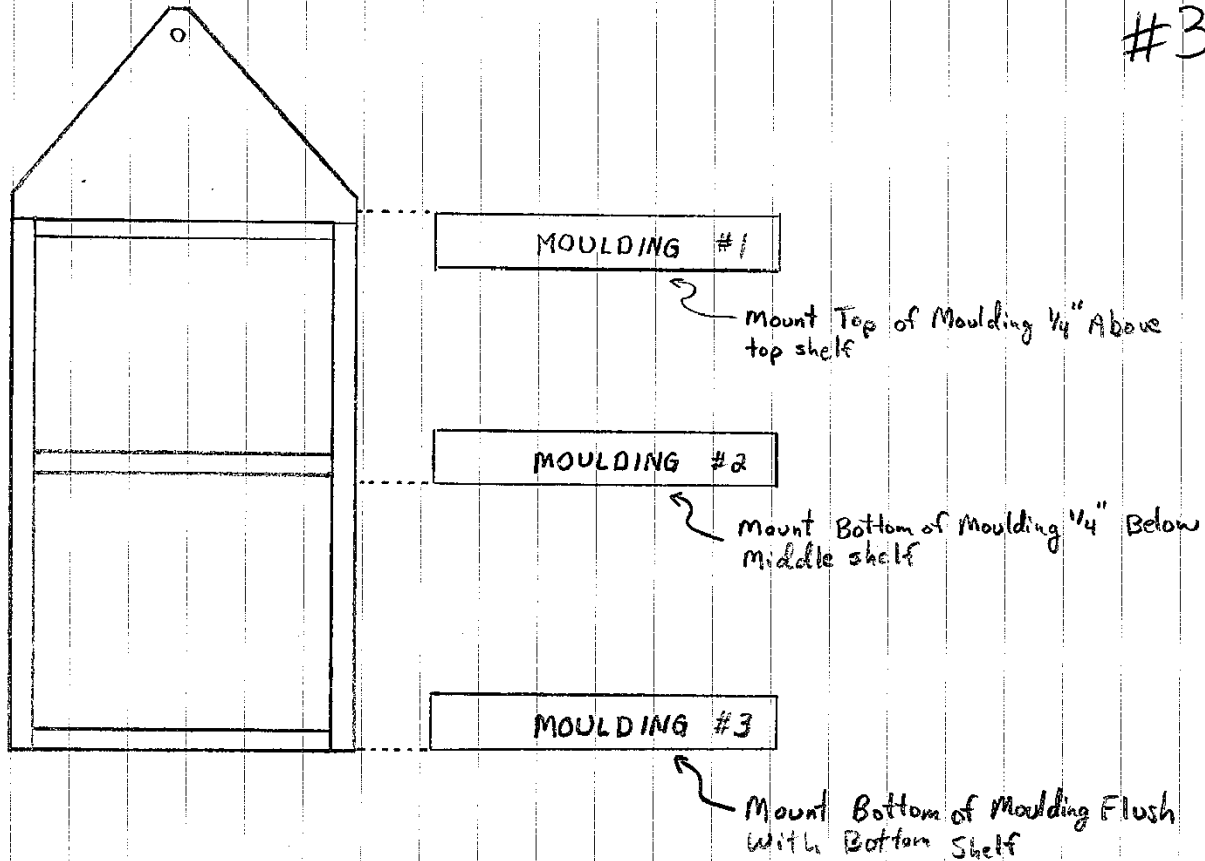 #3
MOULDING #1
Mount Top of Moulding 1/4" Above
top shelf
MOULDING #2
Mount Bottom of Moulding 1/4" Below
Middle shelf
MOULDING #3
Mount Bottom of Moulding Flush
With Bottom Shelf